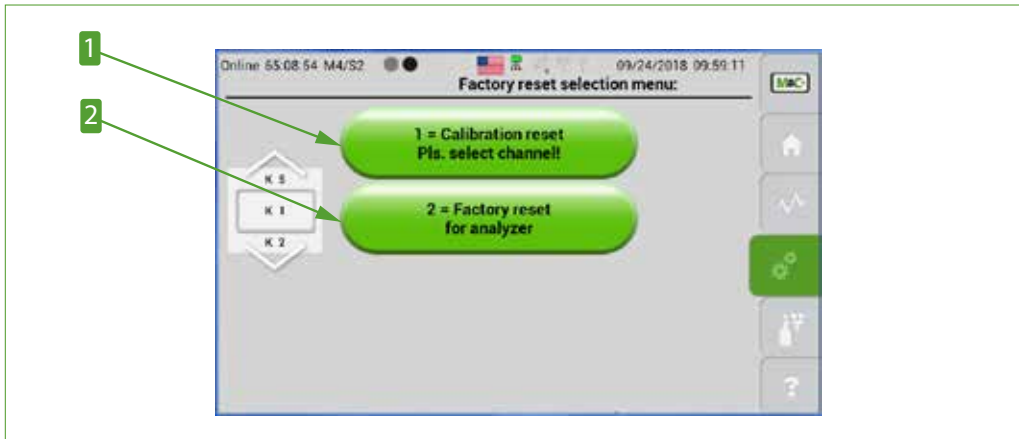 1
2
Online 65:08:54 M4/S2 09/24/2018 09:59:11
Factory reset selection menu:
1 = Calibration reset
Pls. select channel!
K 5
K 1
K 2
2 = Factory reset
for analyzer
?